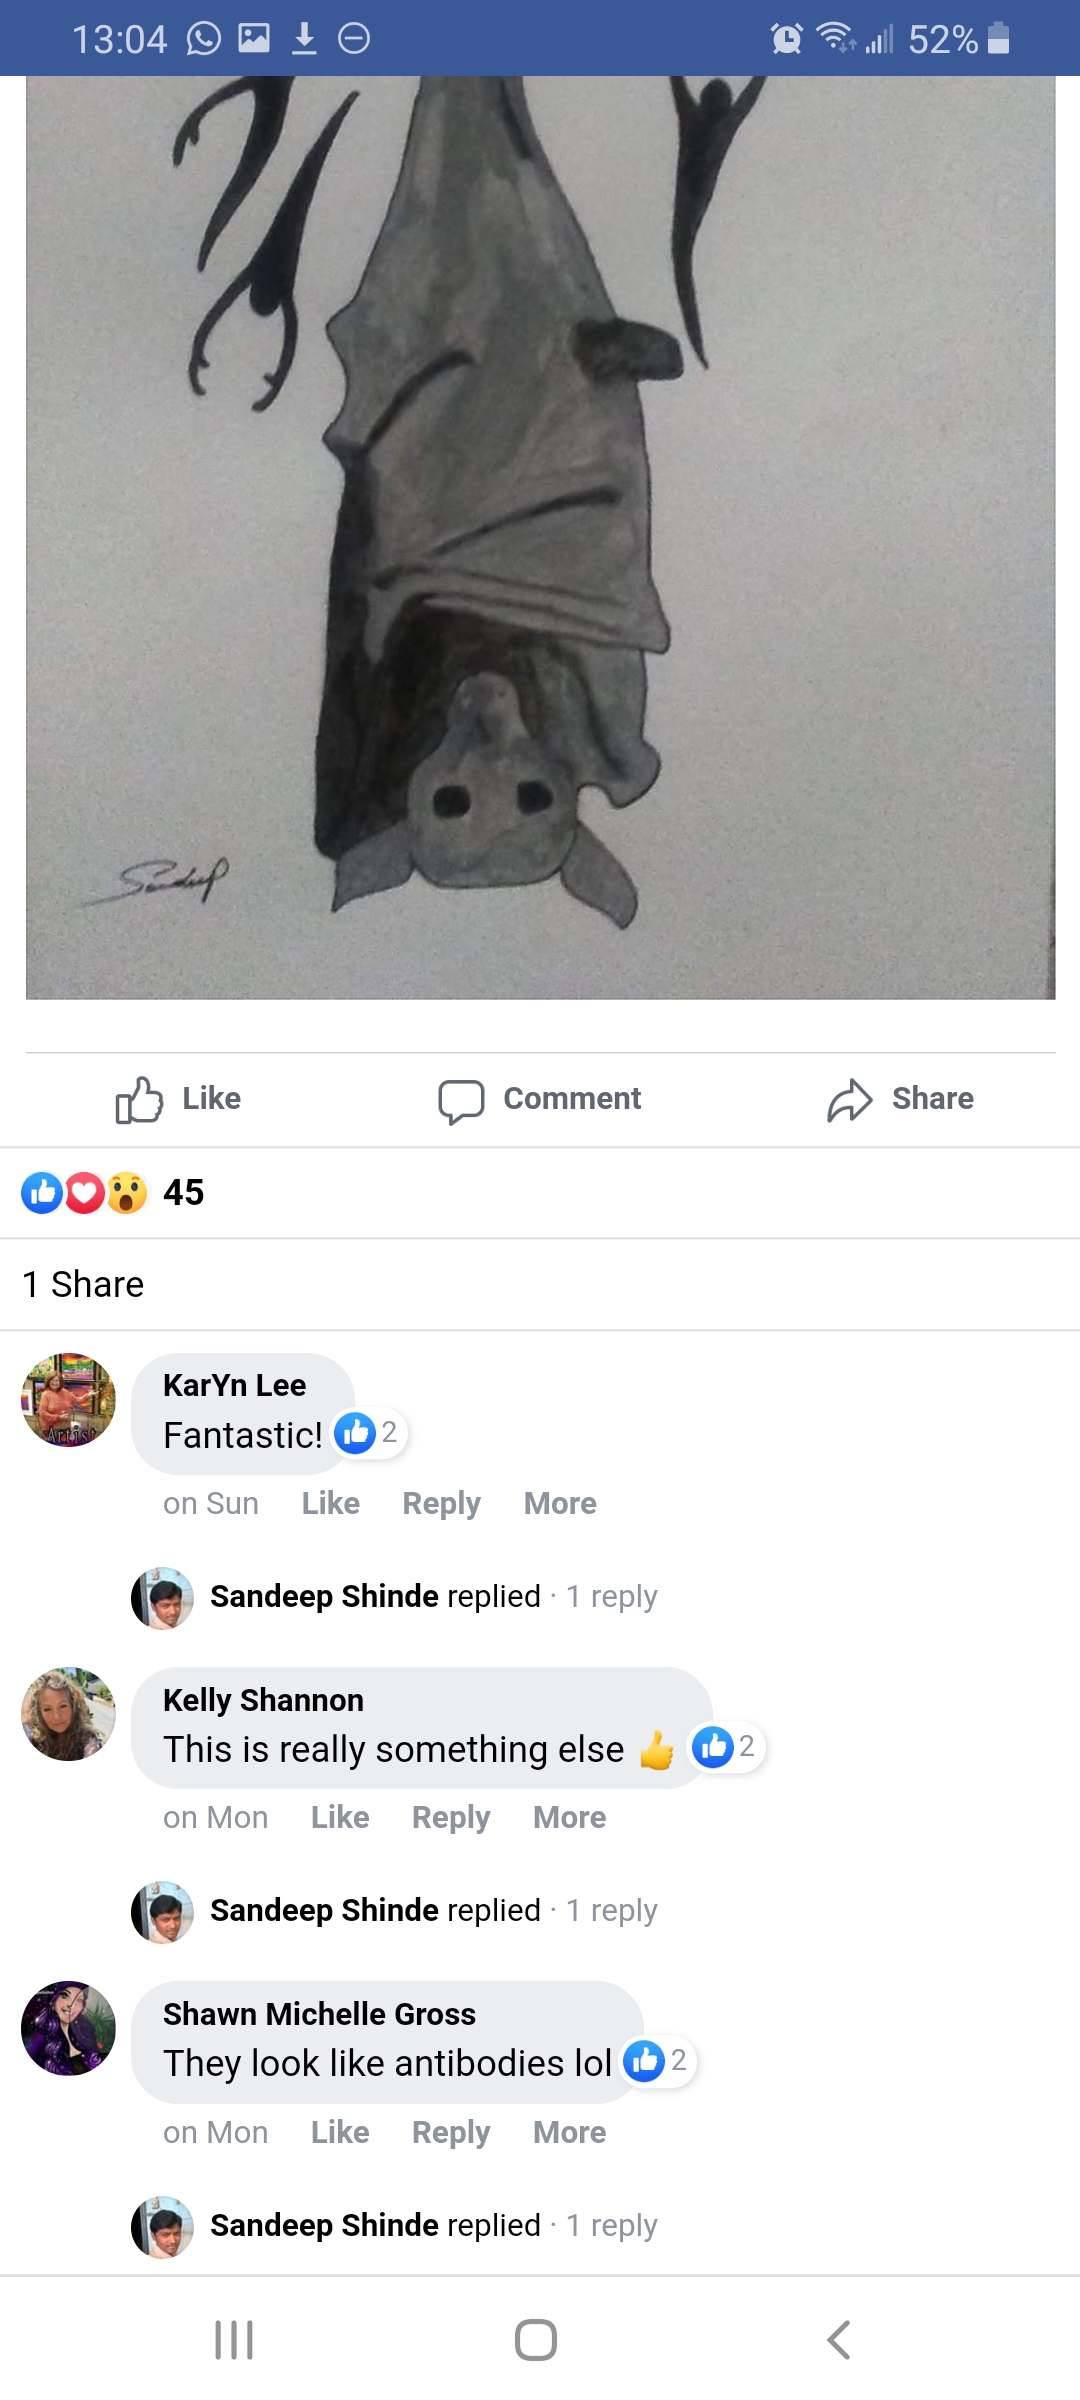 13:04 52%
Sandeep
Like Comment Share
45
1 Share
Artist
KarYn Lee
Fantastic! 2
on Sun Like Reply More
Sandeep Shinde replied · 1 reply
Kelly Shannon
This is really something else 👍 2
on Mon Like Reply More
Sandeep Shinde replied · 1 reply
Shawn Michelle Gross
They look like antibodies lol 2
on Mon Like Reply More
Sandeep Shinde replied · 1 reply